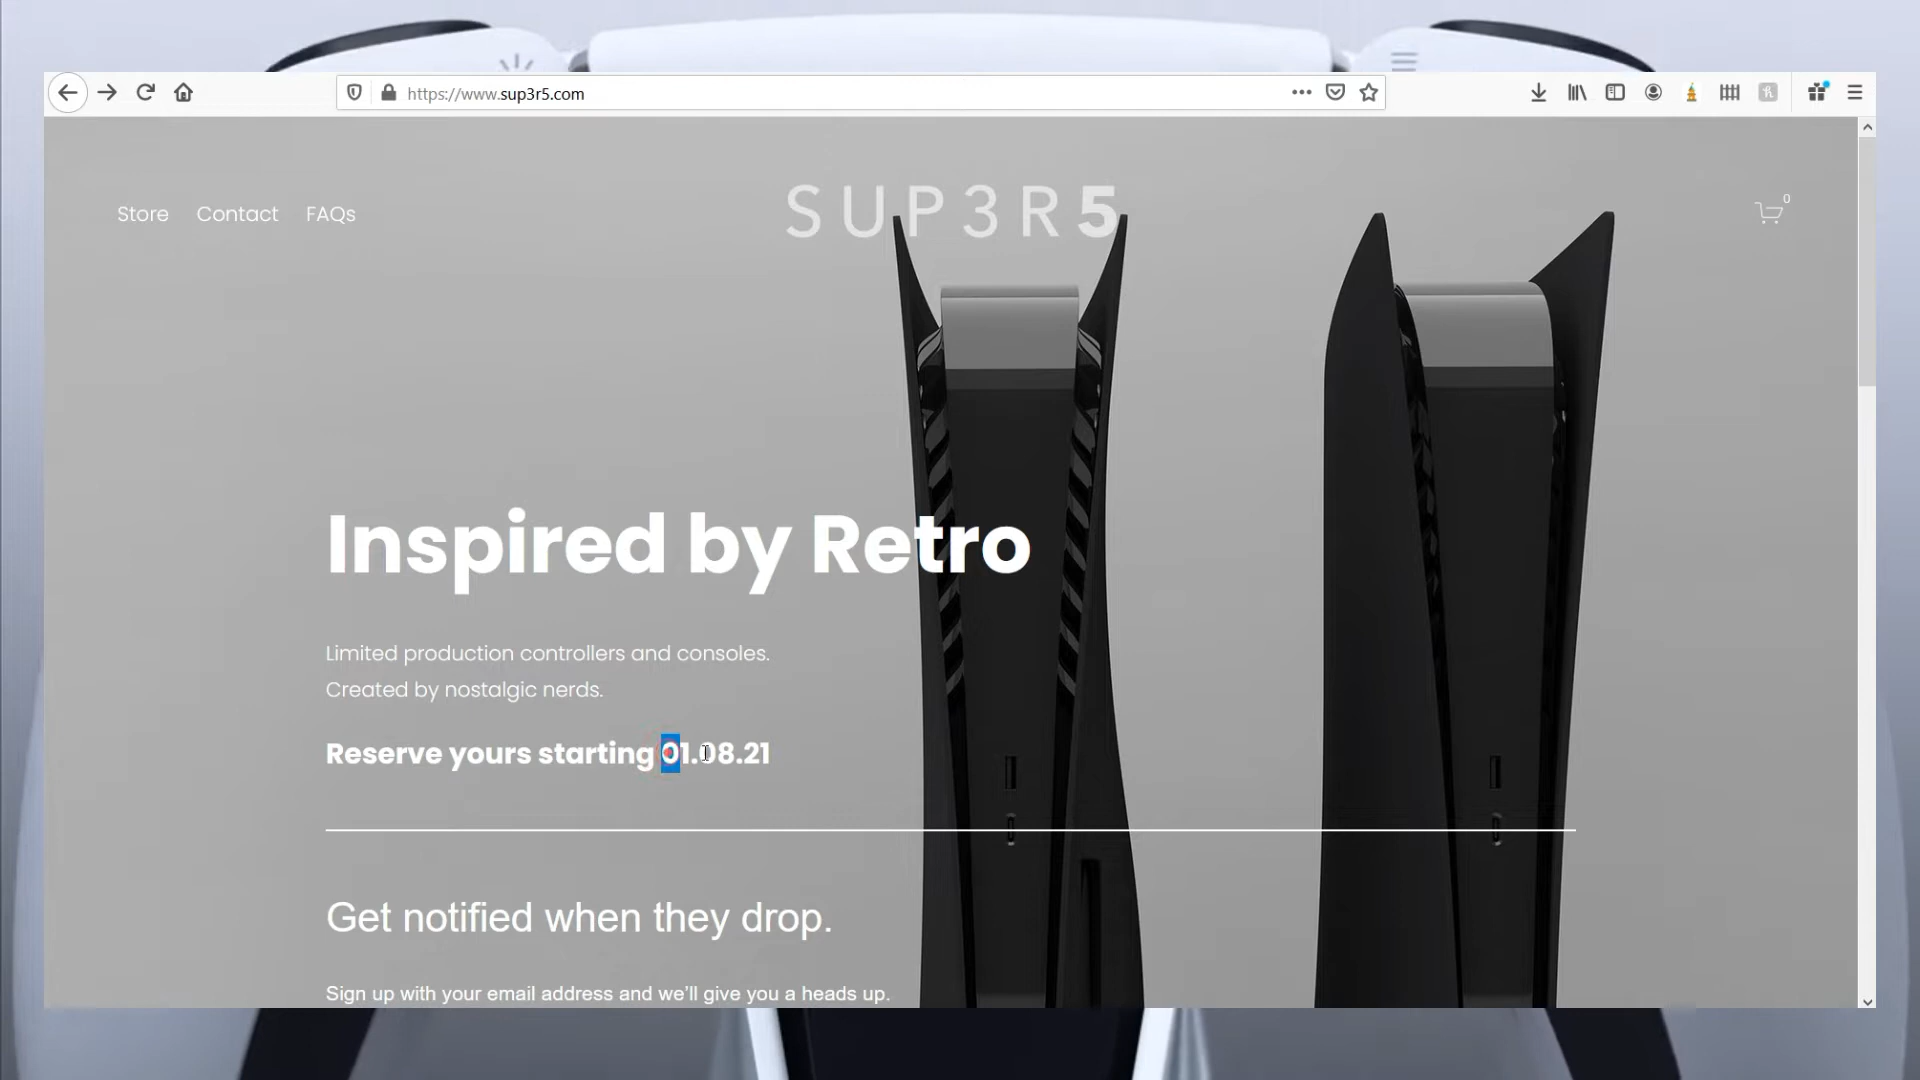 https://www.sup3r5.com
Store Contact FAQs
SUP3R5
0
Inspired by Retro
Limited production controllers and consoles.
Created by nostalgic nerds.
Reserve yours starting 01.08.21
Get notified when they drop.
Sign up with your email address and we'll give you a heads up.